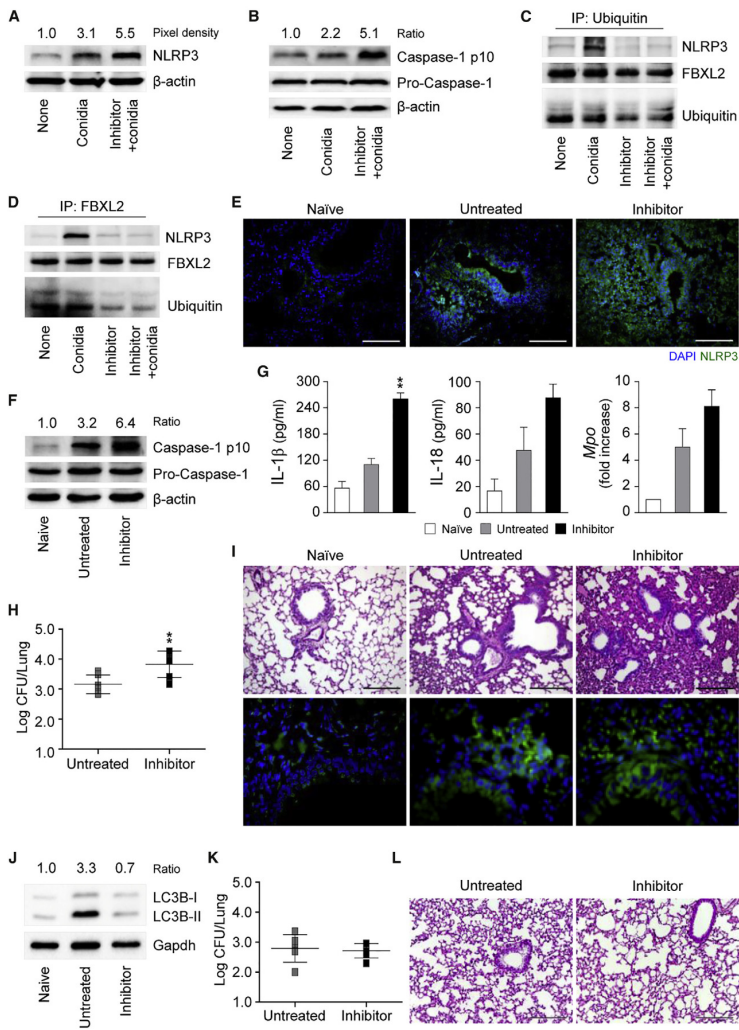 A
1.0 3.1 5.5 Pixel density
NLRP3
β-actin
None
Conidia
Inhibitor
+conidia
B
1.0 2.2 5.1 Ratio
Caspase-1 p10
Pro-Caspase-1
β-actin
None
Conidia
Inhibitor
+conidia
C
IP: Ubiquitin
NLRP3
FBXL2
Ubiquitin
None
Conidia
Inhibitor
Inhibitor
+conidia
D
IP: FBXL2
NLRP3
FBXL2
Ubiquitin
None
Conidia
Inhibitor
Inhibitor
+conidia
E
Naïve Untreated Inhibitor
DAPI NLRP3
F
1.0 3.2 6.4 Ratio
Caspase-1 p10
Pro-Caspase-1
β-actin
Naive
Untreated
Inhibitor
G
IL-1β (pg/ml)
300
240
180
120
60
0
**
IL-18 (pg/ml)
100
80
60
40
20
0
Mpo
(fold increase)
10
8
6
4
2
0
Naïve Untreated Inhibitor
H
Log CFU/Lung
5.0
4.0
3.0
2.0
1.0
**
Untreated Inhibitor
I
Naïve Untreated Inhibitor
J
1.0 3.3 0.7 Ratio
LC3B-I
LC3B-II
Gapdh
Naive
Untreated
Inhibitor
K
Log CFU/Lung
5.0
4.0
3.0
2.0
1.0
Untreated Inhibitor
L
Untreated Inhibitor